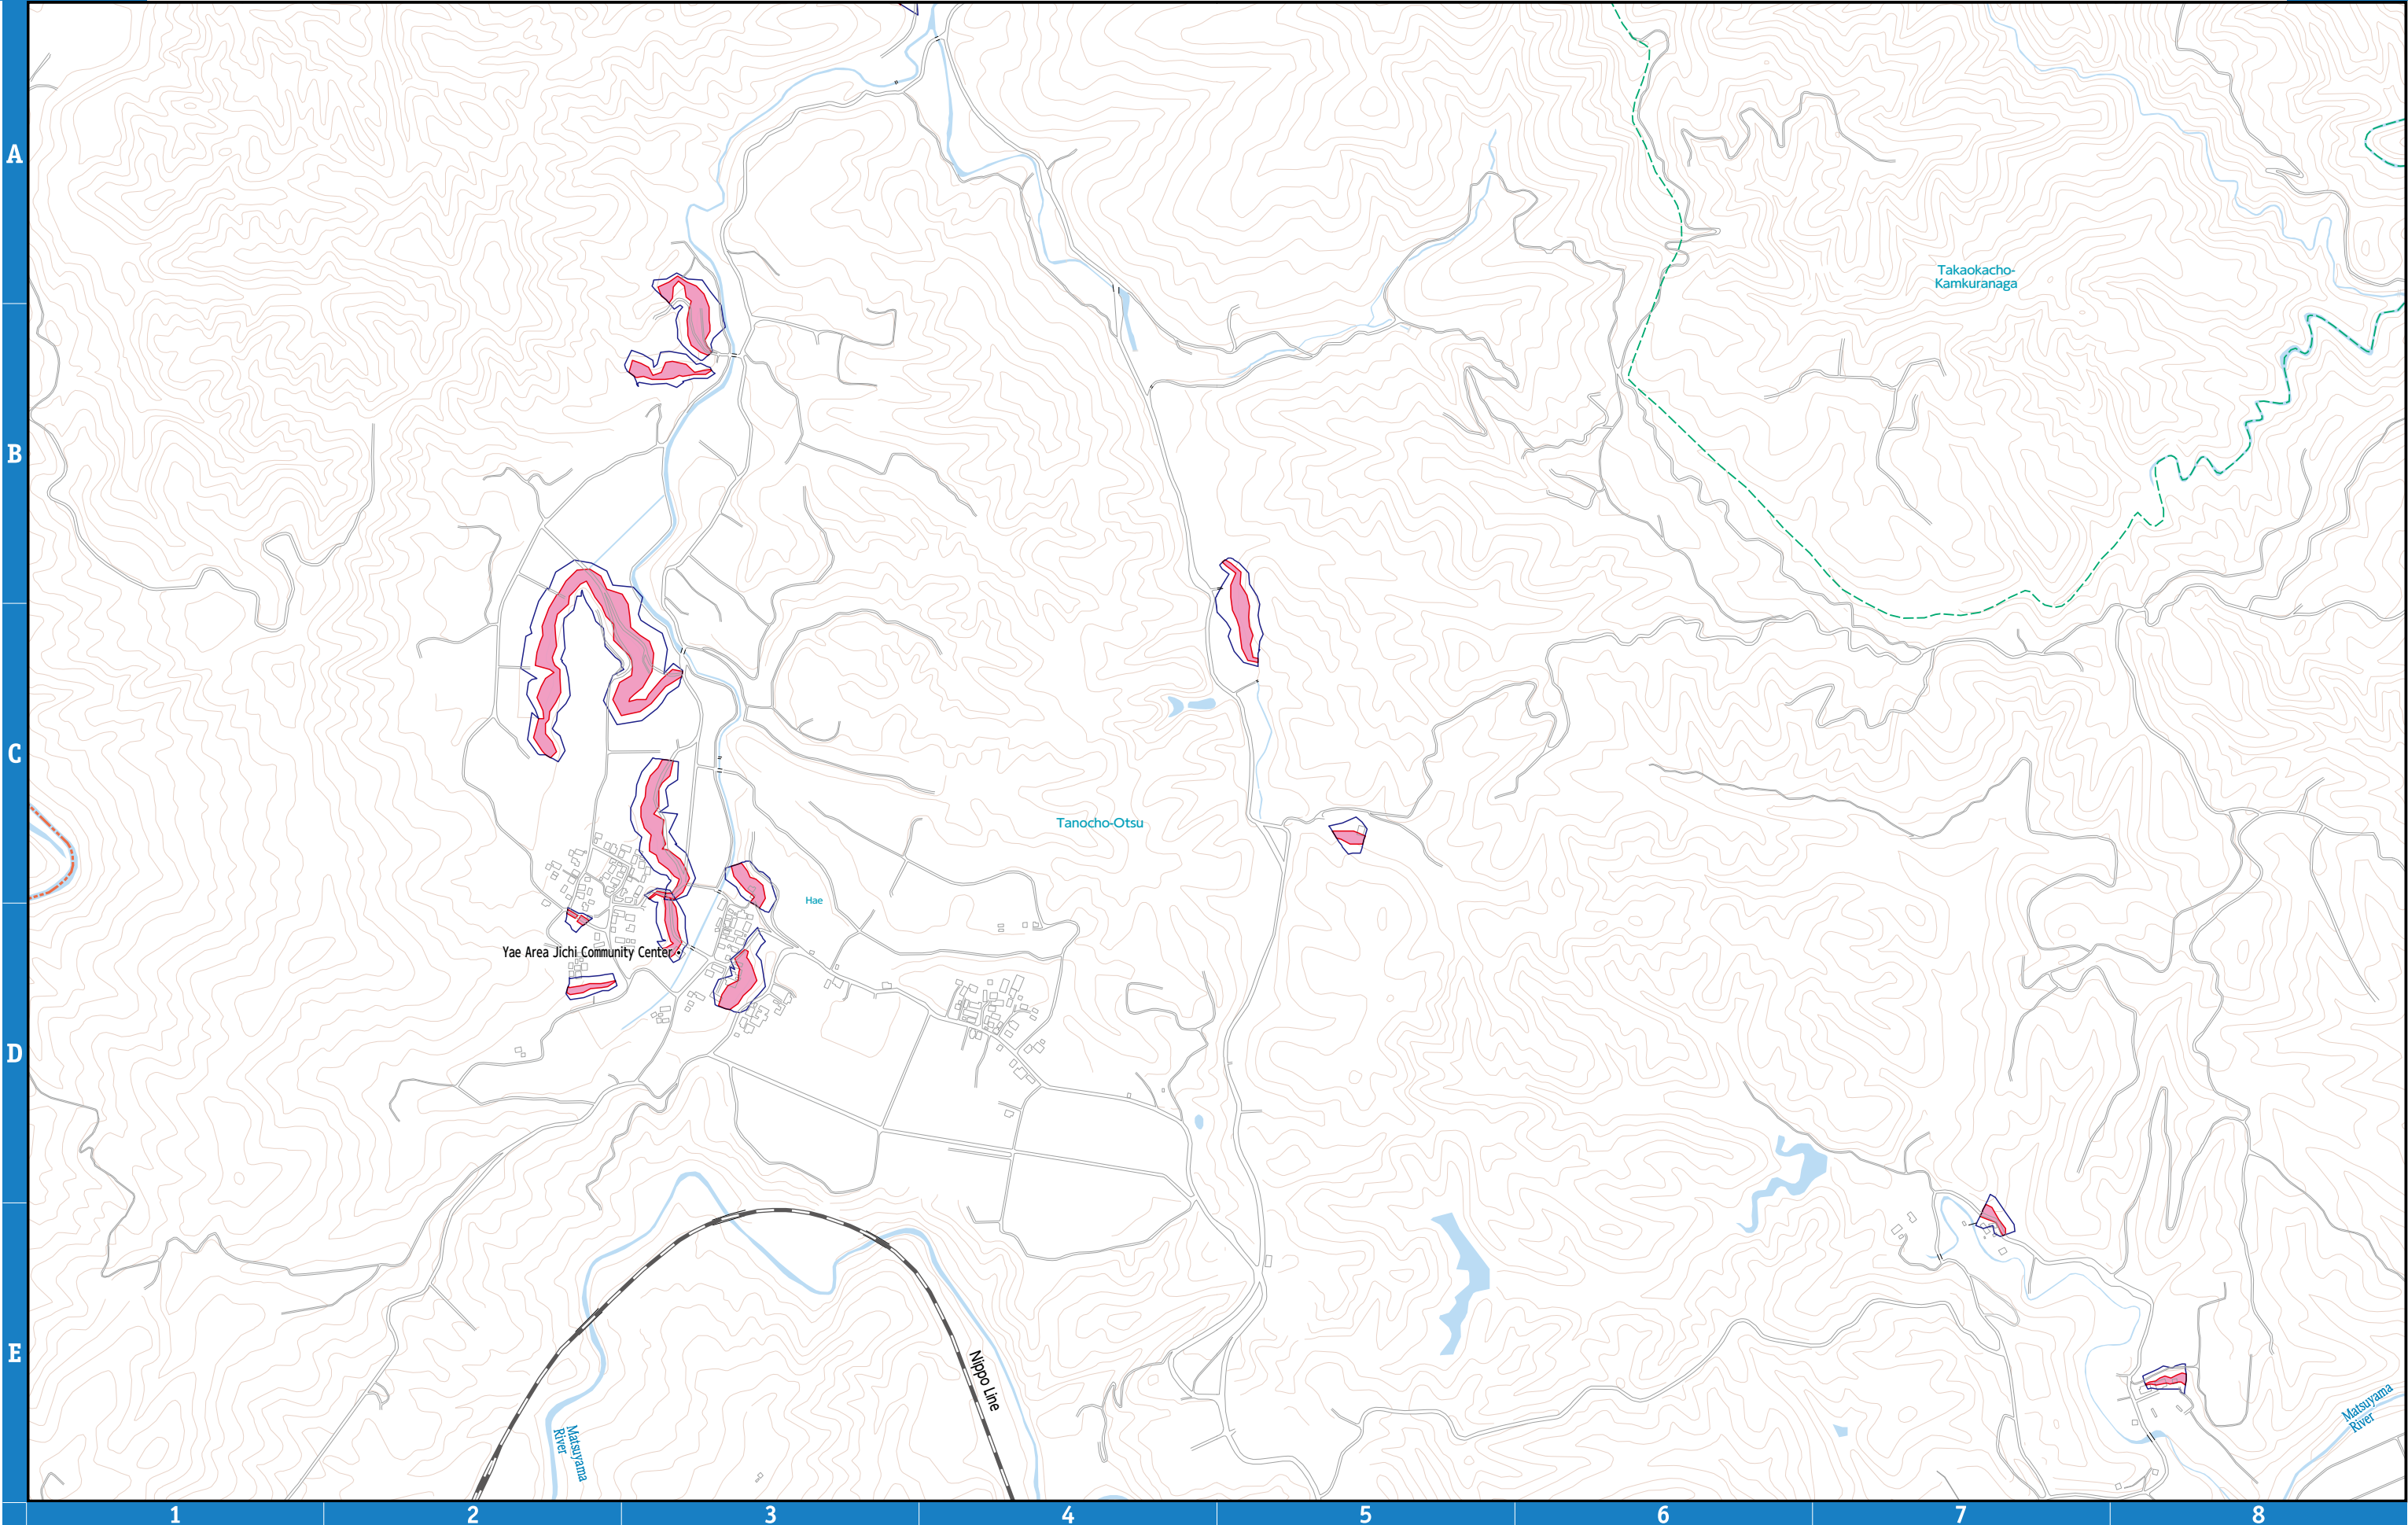 A
Takaokacho-
Kamkuranaga
B
C
Tanocho-Otsu
Hae
Yae Area Jichi Community Center
D
E
Nippo Line
Matsuyama
River
Matsuyama
River
1
2
3
4
5
6
7
8